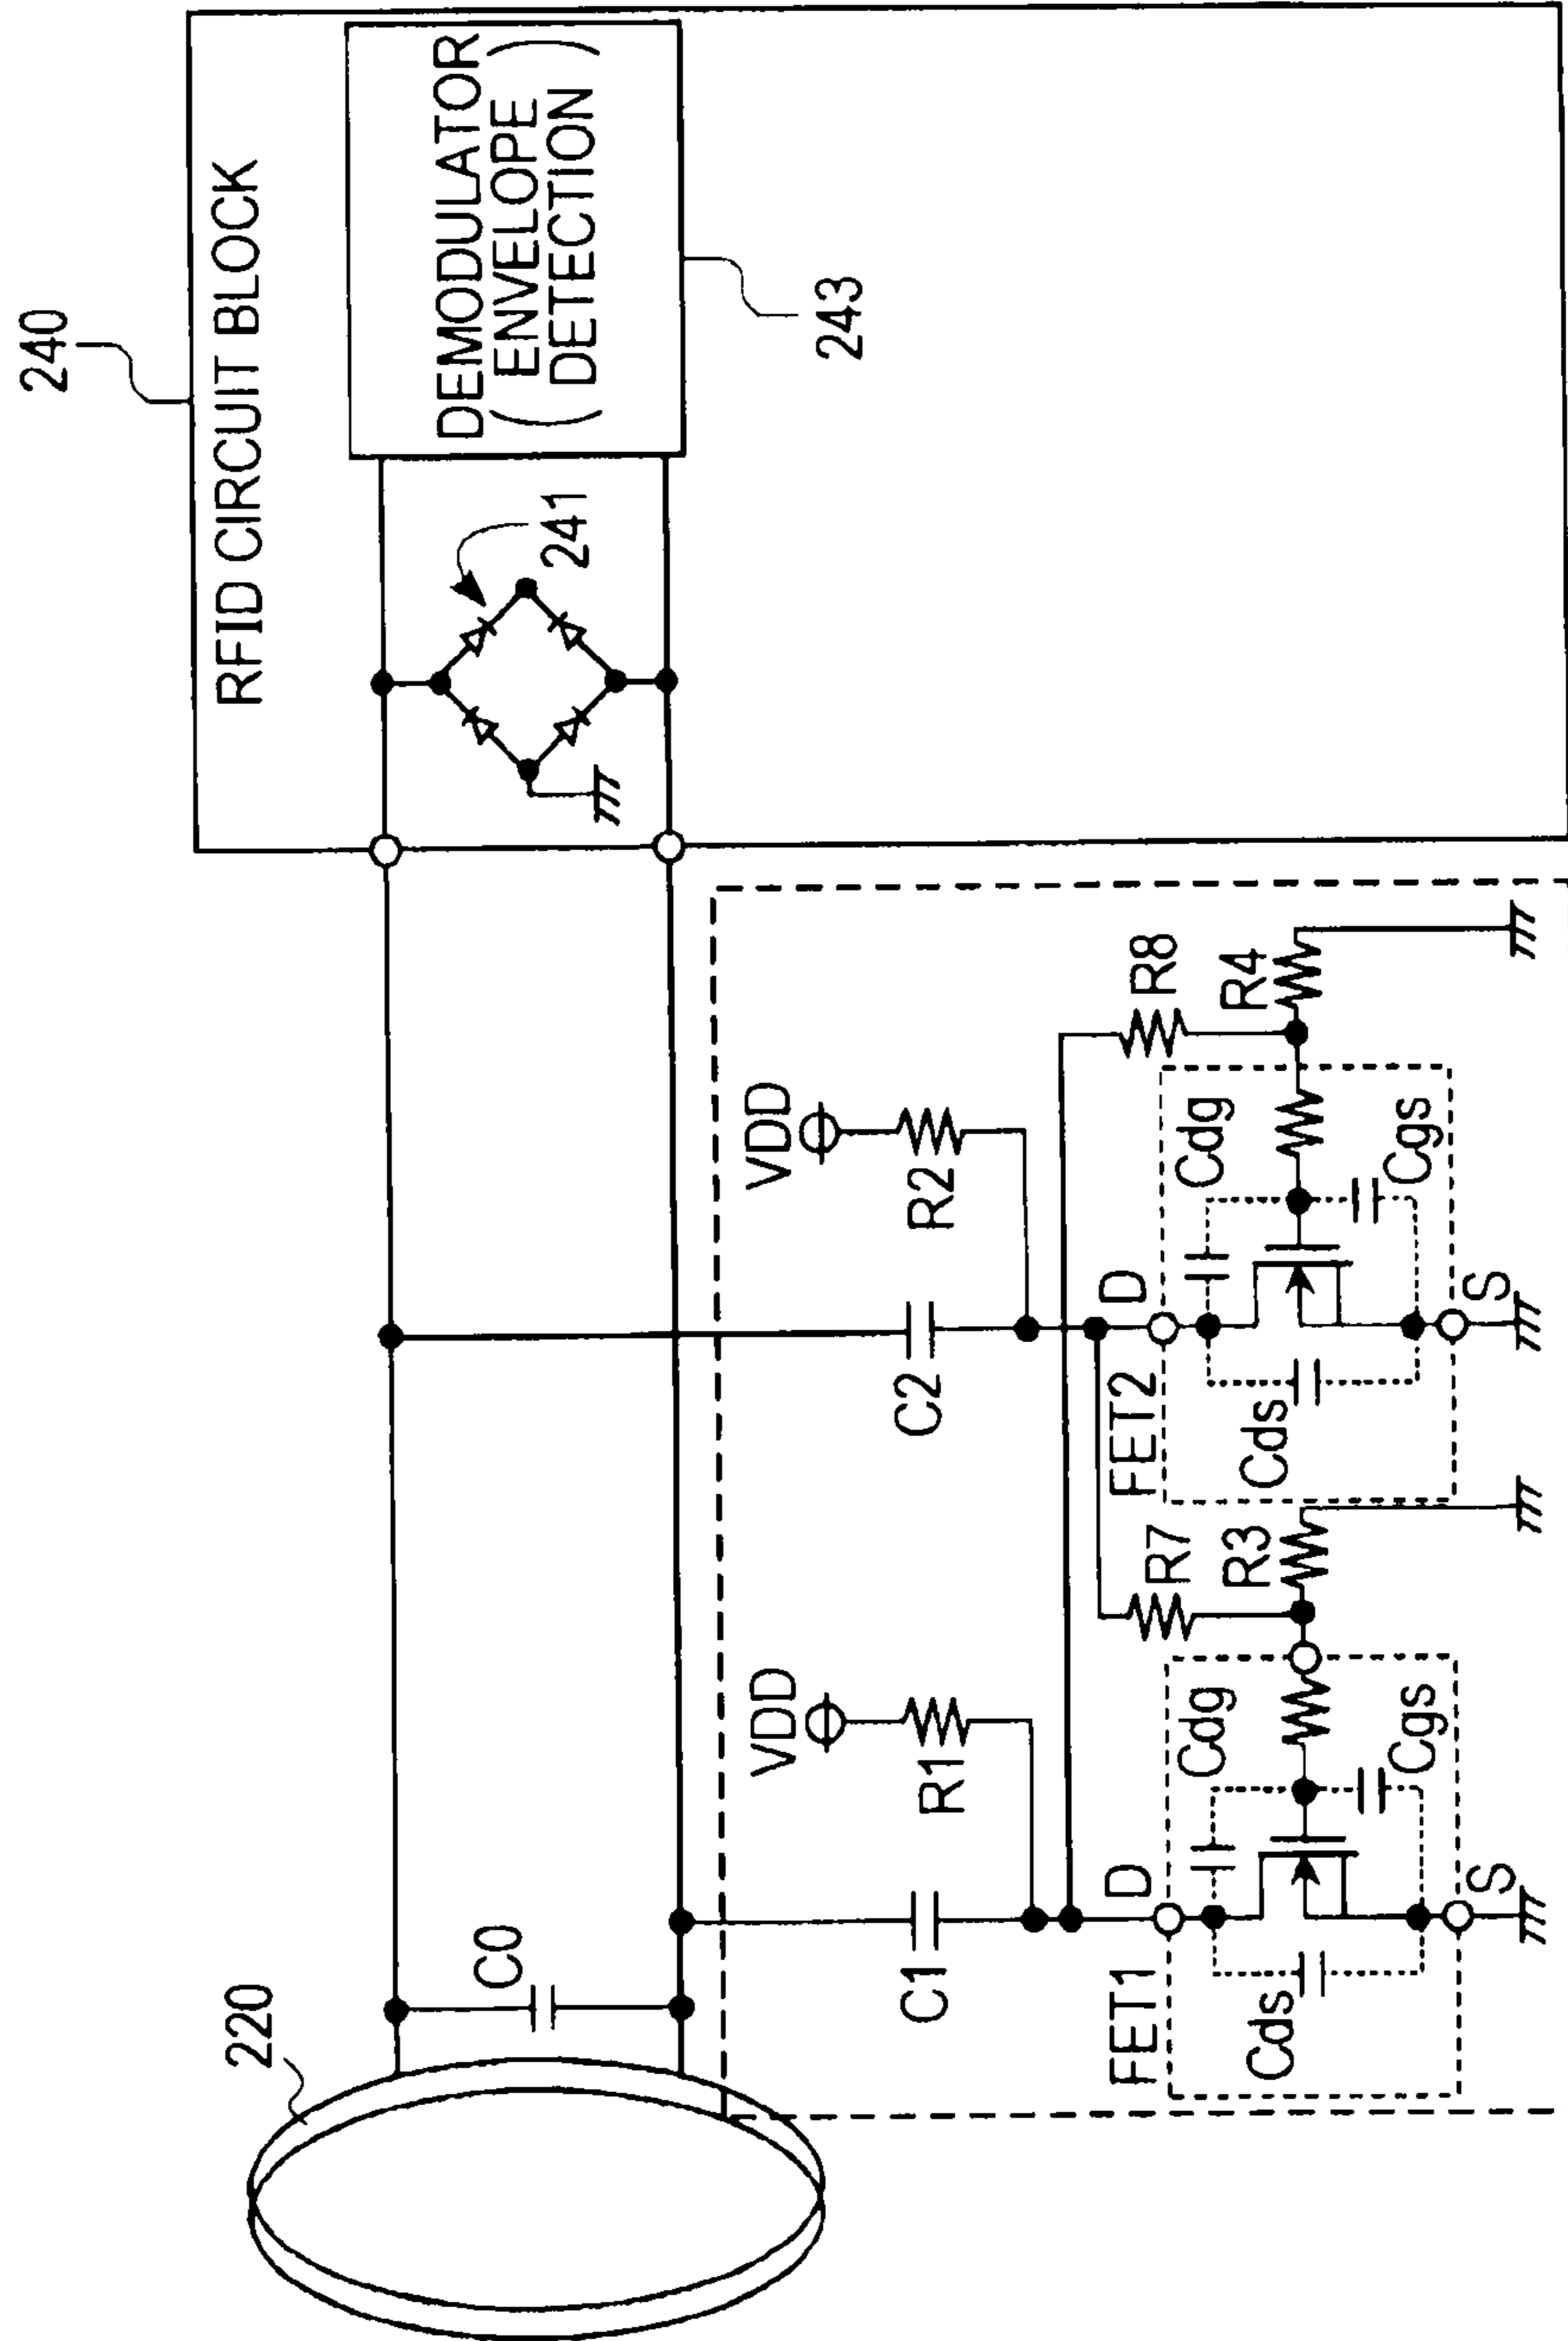 240
RFID CIRCUIT BLOCK
DEMODULATOR
( ENVELOPE
DETECTION )
241
243
220
C0
VDD
VDD
C1
R1
C2
R2
R8
R7
R4
R3
FET1
D
Cdg
Cds
Cgs
S
FET2
D
Cdg
Cds
Cgs
S